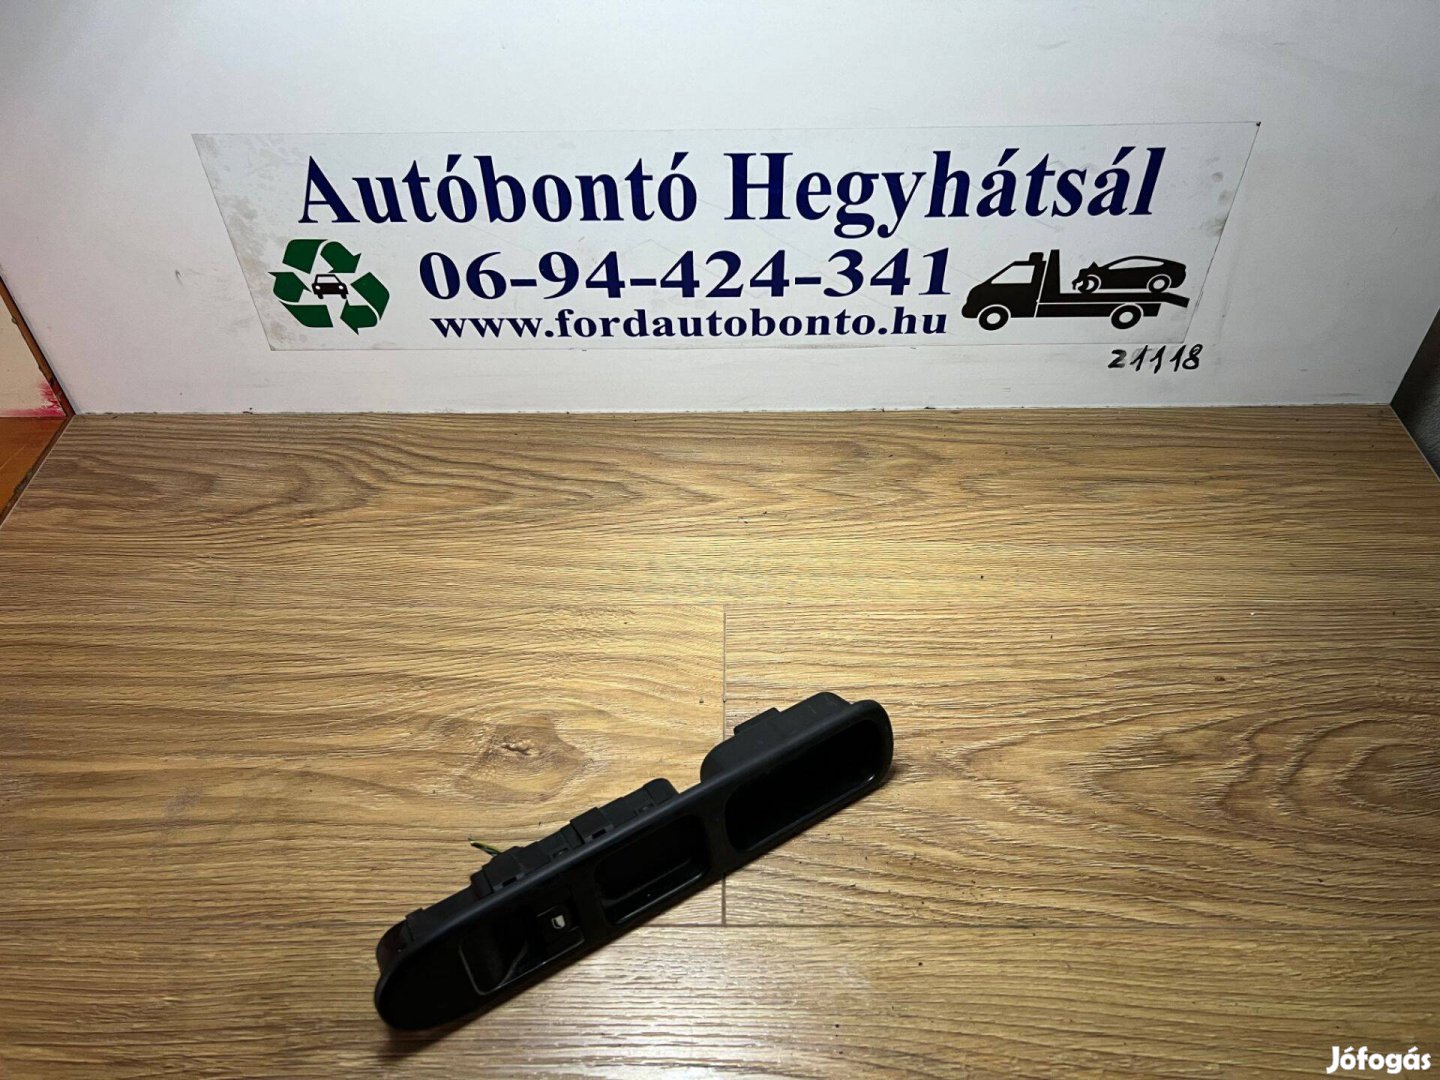 Autóbontó Hegyhátsál
06-94-424-341
www.fordautobonto.hu
21118
Jófogás